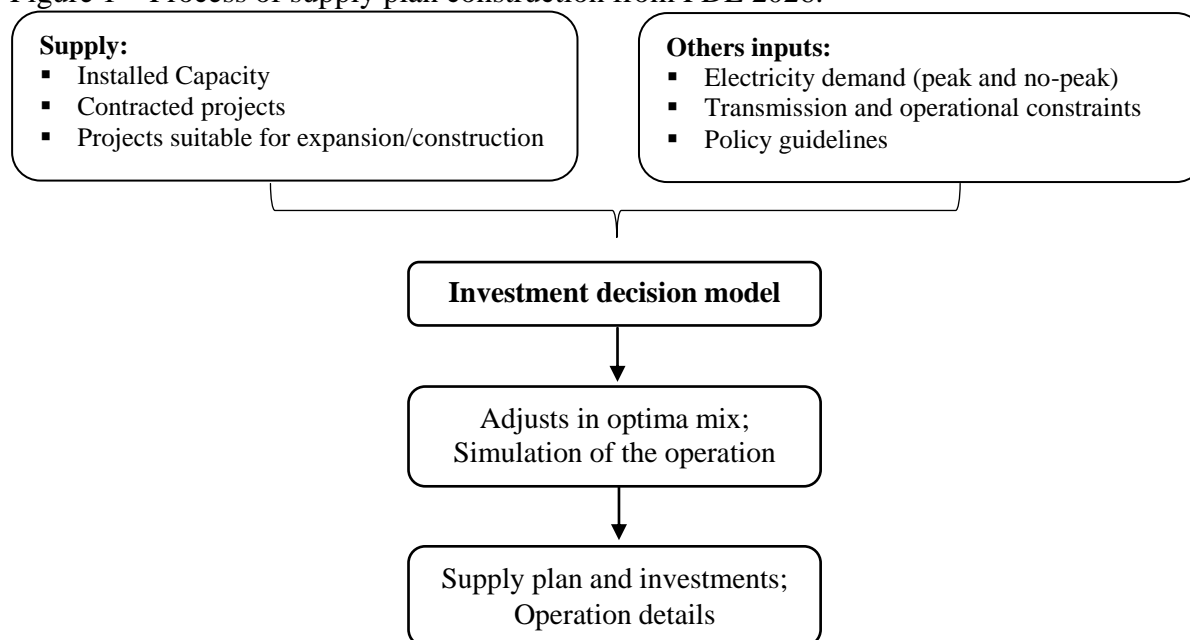 Figure 1 – Process of supply plan construction from PDE 2026.
Supply:
▪ Installed Capacity
▪ Contracted projects
▪ Projects suitable for expansion/construction
Others inputs:
▪ Electricity demand (peak and no-peak)
▪ Transmission and operational constraints
▪ Policy guidelines
Investment decision model
Adjusts in optima mix;
Simulation of the operation
Supply plan and investments;
Operation details